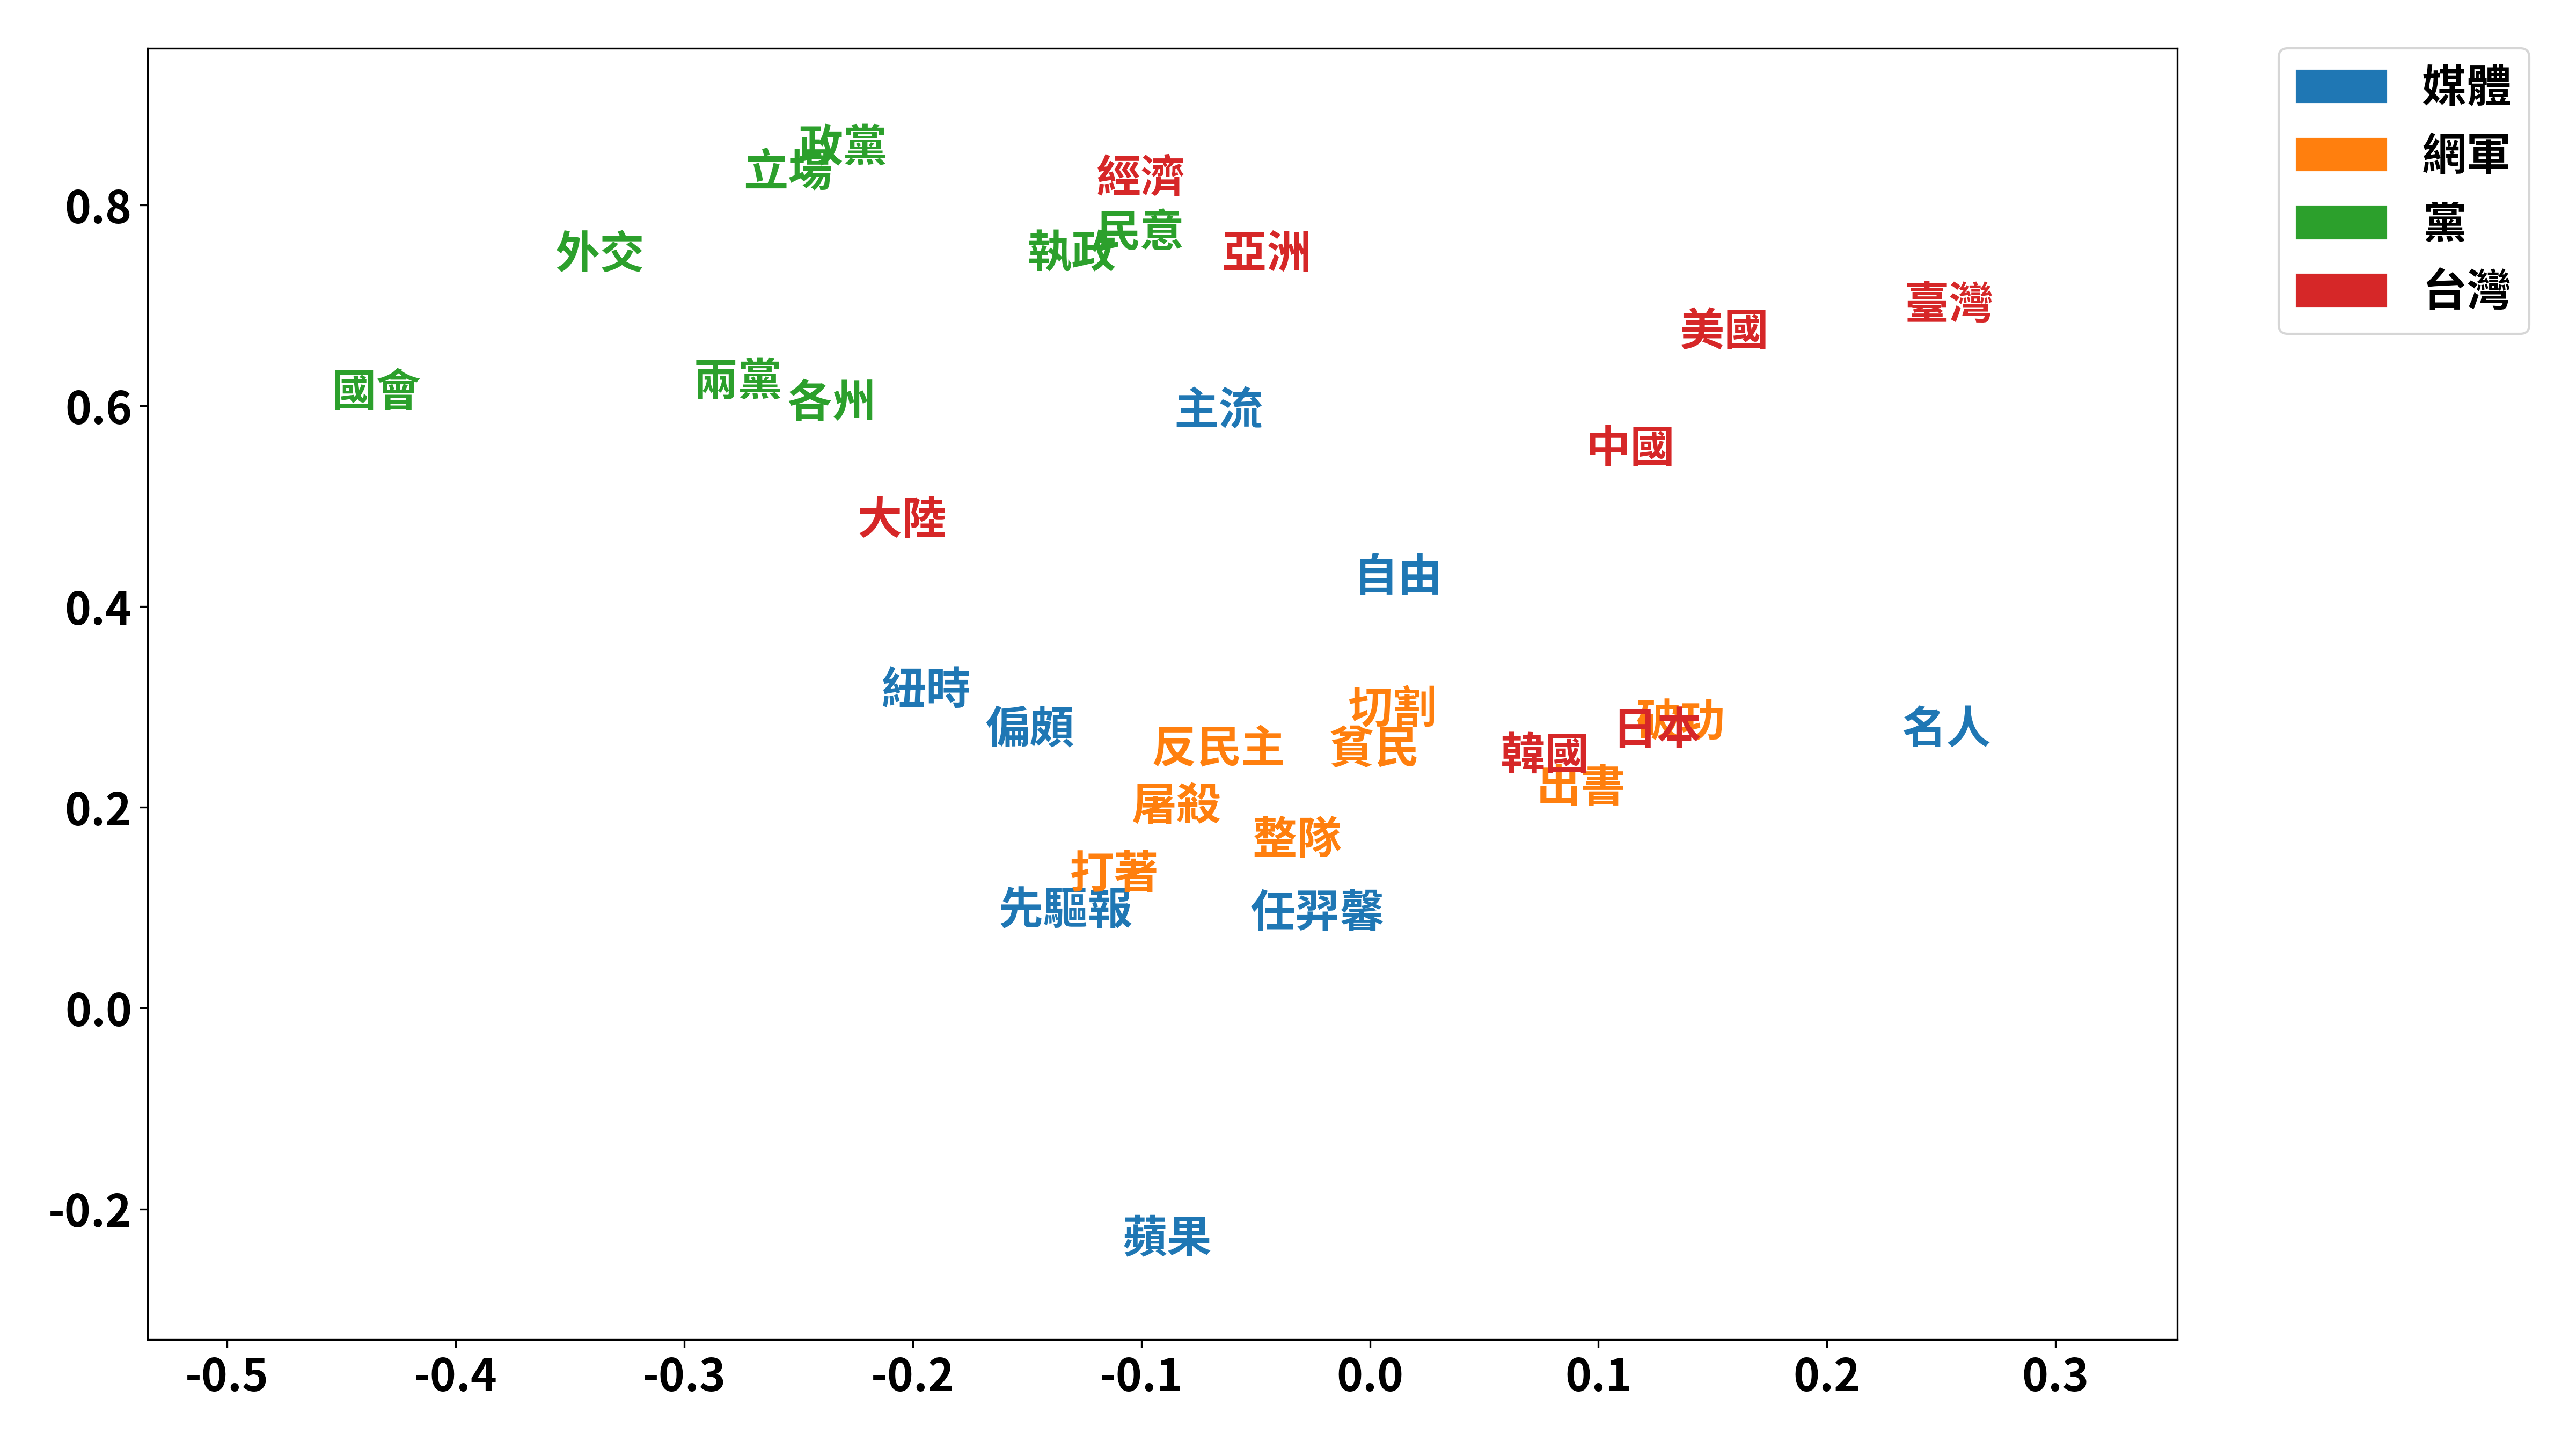 媒體
網軍
黨
台灣
政黨
立場
經濟
民意
執政
外交
亞洲
臺灣
美國
國會
兩黨
各州
主流
中國
大陸
自由
紐時
偏頗
切割
破功
日本
名人
反民主
貧民
韓國
出書
屠殺
整隊
打著
先驅報
任羿馨
蘋果
0.8
0.6
0.4
0.2
0.0
-0.2
-0.5 -0.4 -0.3 -0.2 -0.1 0.0 0.1 0.2 0.3